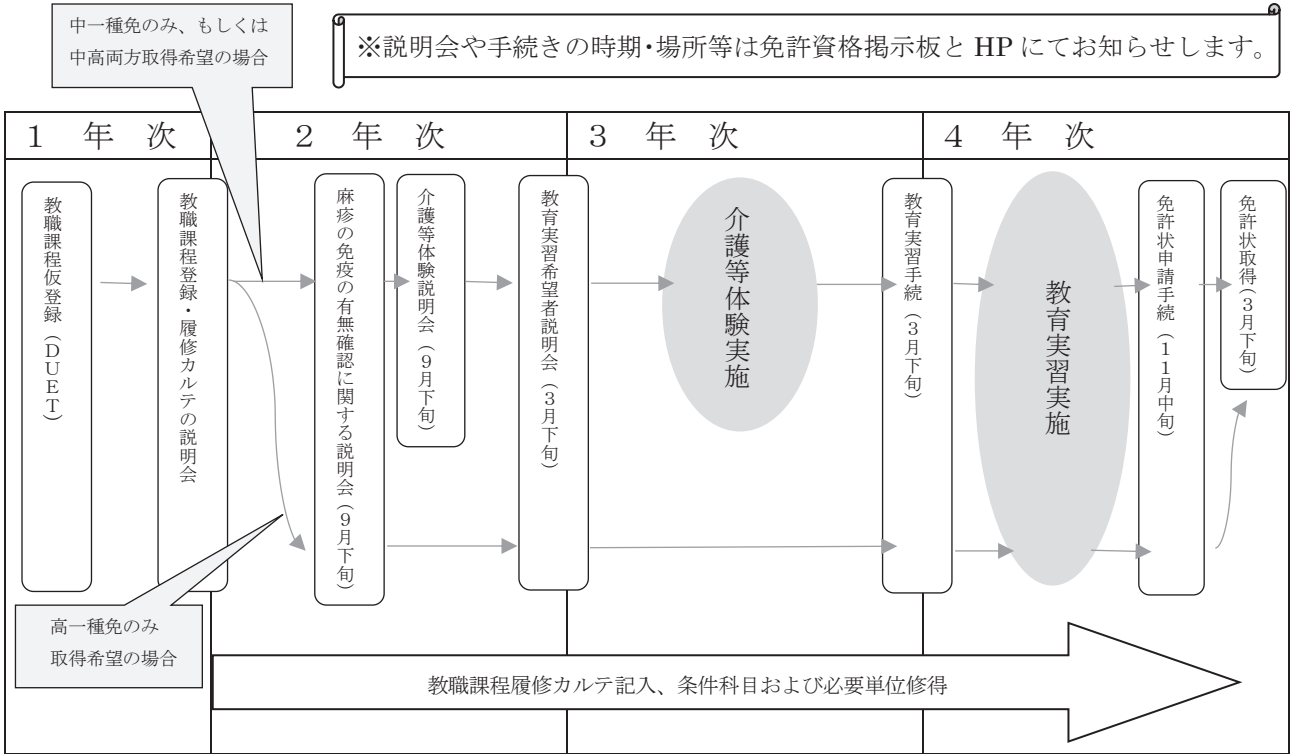 中一種免のみ、もしくは
中高両方取得希望の場合
※説明会や手続きの時期・場所等は免許資格掲示板と HP にてお知らせします。
1 年 次
2 年 次
3 年 次
4 年 次
教職課程仮登録（DUET）
教職課程登録・履修カルテの説明会
麻疹の免疫の有無確認に関する説明会（9月下旬）
介護等体験説明会（9月下旬）
教育実習希望者説明会（3月下旬）
介護等体験実施
教育実習手続（3月下旬）
教育実習実施
免許状申請手続（11月中旬）
免許状取得（3月下旬）
高一種免のみ
取得希望の場合
教職課程履修カルテ記入、条件科目および必要単位修得